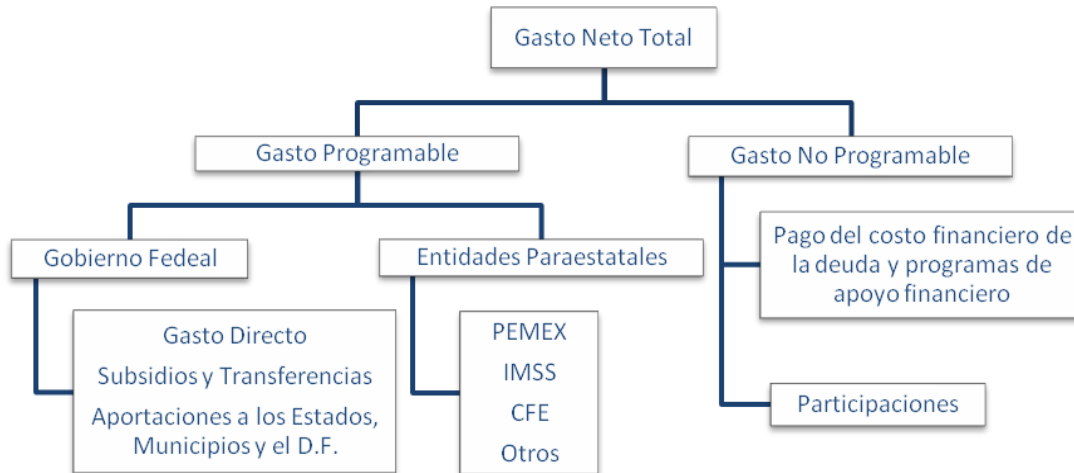 Gasto Neto Total
Gasto Programable
Gasto No Programable
Gobierno Fedeal
Entidades Paraestatales
Pago del costo financiero de
la deuda y programas de
apoyo financiero
Gasto Directo
Subsidios y Transferencias
Aportaciones a los Estados,
Municipios y el D.F.
PEMEX
IMSS
CFE
Otros
Participaciones